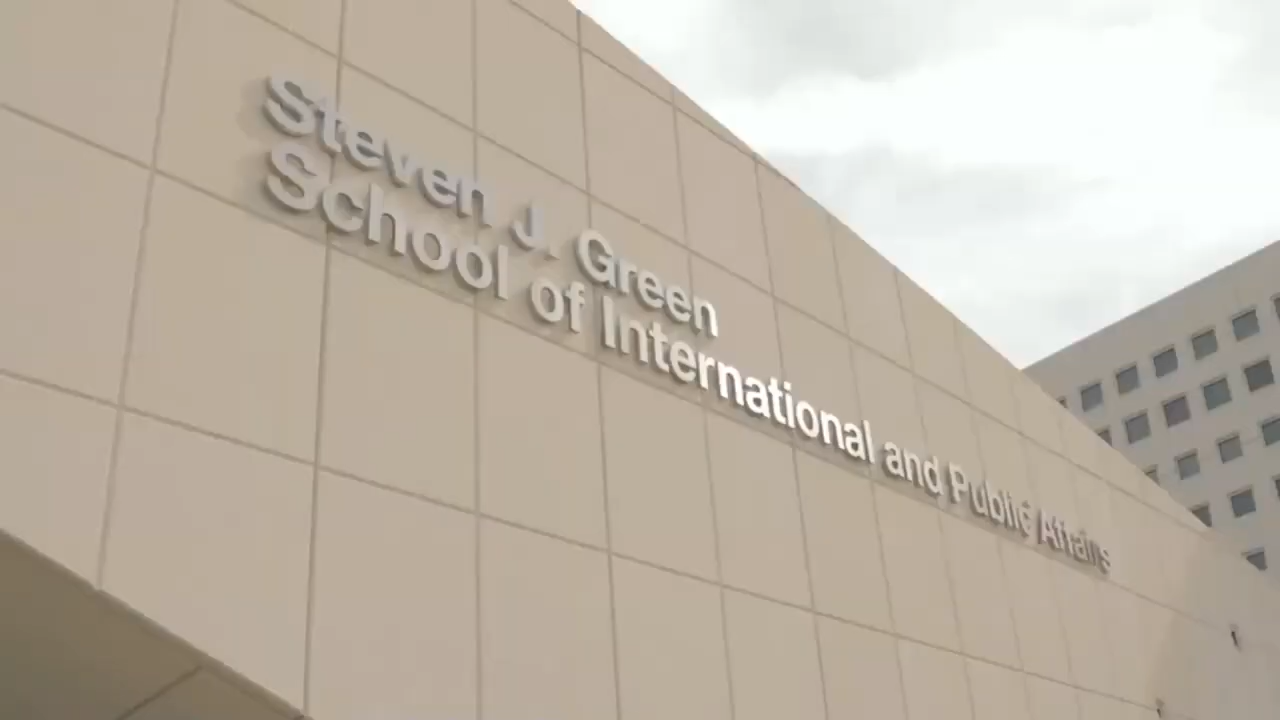 Steven J. Green
School of International and Public Affairs